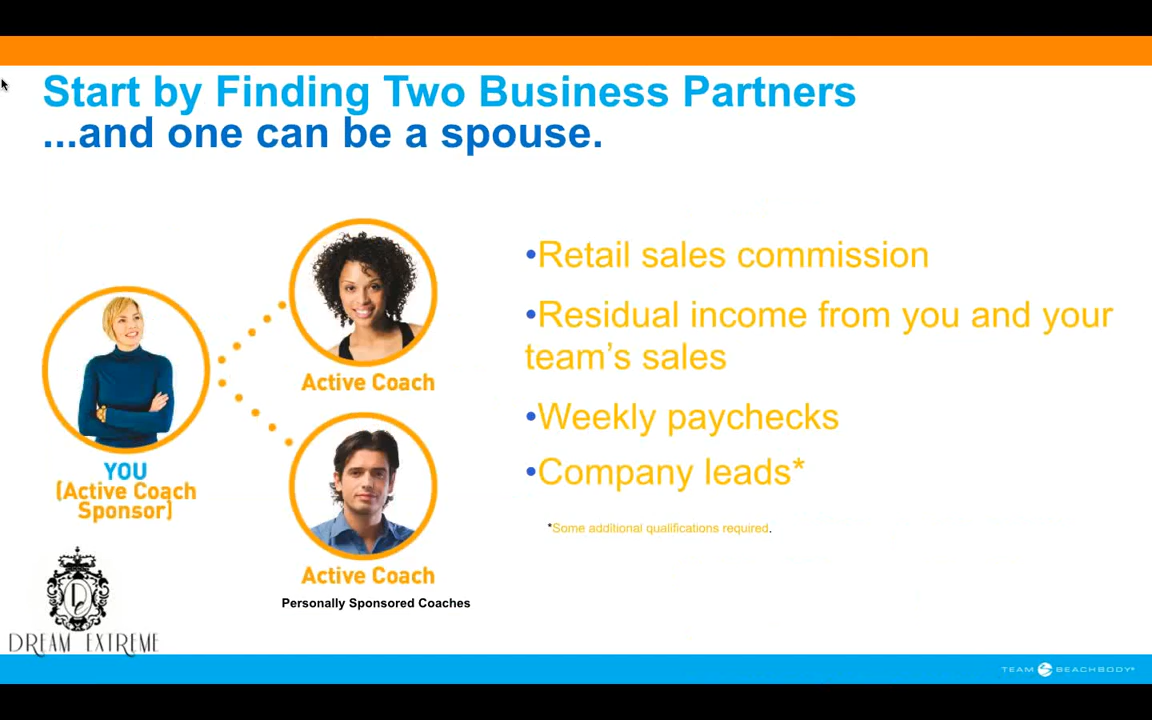 Start by Finding Two Business Partners
...and one can be a spouse.
•Retail sales commission
•Residual income from you and your
team's sales
•Weekly paychecks
•Company leads*
*Some additional qualifications required.
Active Coach
YOU
(Active Coach
Sponsor)
Active Coach
Personally Sponsored Coaches
D
DREAM EXTREME
TEAM BEACHBODY®